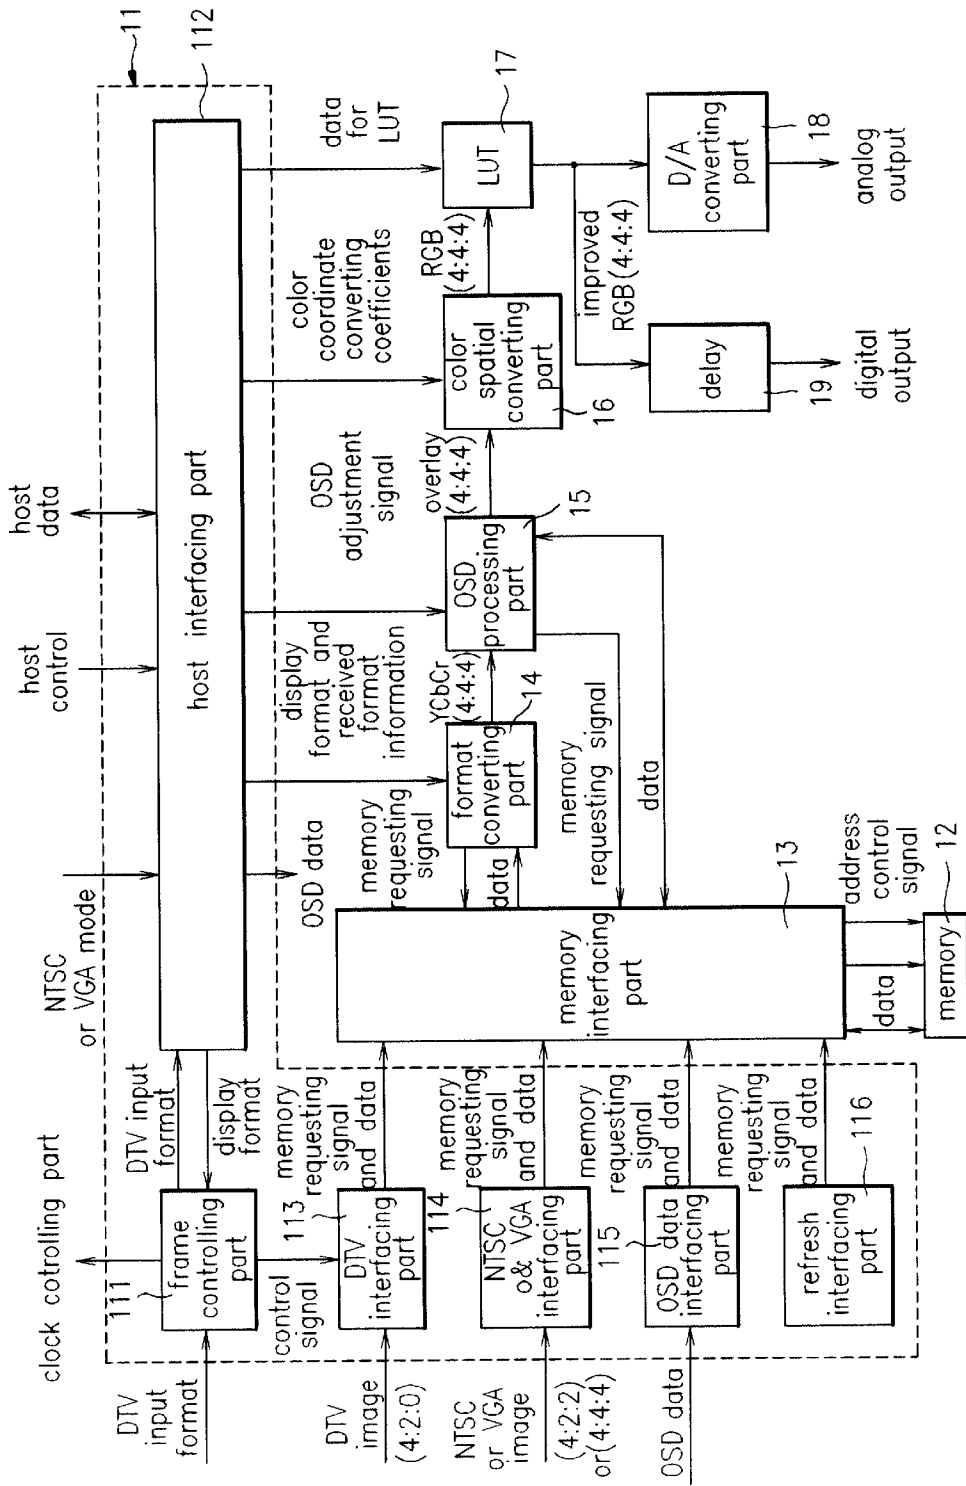 clock cotrolling part
NTSC
or VGA mode
host
control
host
data
11
112
111
frame
controlling
part
DTV input
format
display
format
host interfacing part
DTV
input
format
control
signal
OSD data
display
format and
received
format
information
OSD
adjustment
signal
color
coordinate
converting
coefficients
data
for
LUT
DTV
image
(4:2:0)
113
DTV
interfacing
part
memory
requesting
signal
and data
memory
requesting
signal
data
format
converting
part
14
YCbCr
(4:4:4)
OSD
processing
part
15
overlay
(4:4:4)
color
spatial
converting
part
16
RGB
(4:4:4)
LUT
17
NTSC
or VGA
image
(4:2:2)
or(4:4:4)
114
NTSC
& VGA
interfacing
part
memory
requesting
signal
and data
memory
interfacing
part
13
memory
requesting signal
data
improved
RGB(4:4:4)
OSD data
115
OSD data
interfacing
part
memory
requesting
signal
and data
delay
19
D/A
converting
part
18
refresh
interfacing
part
116
memory
requesting
signal
and data
data
address
control
signal
memory
12
digital
output
analog
output